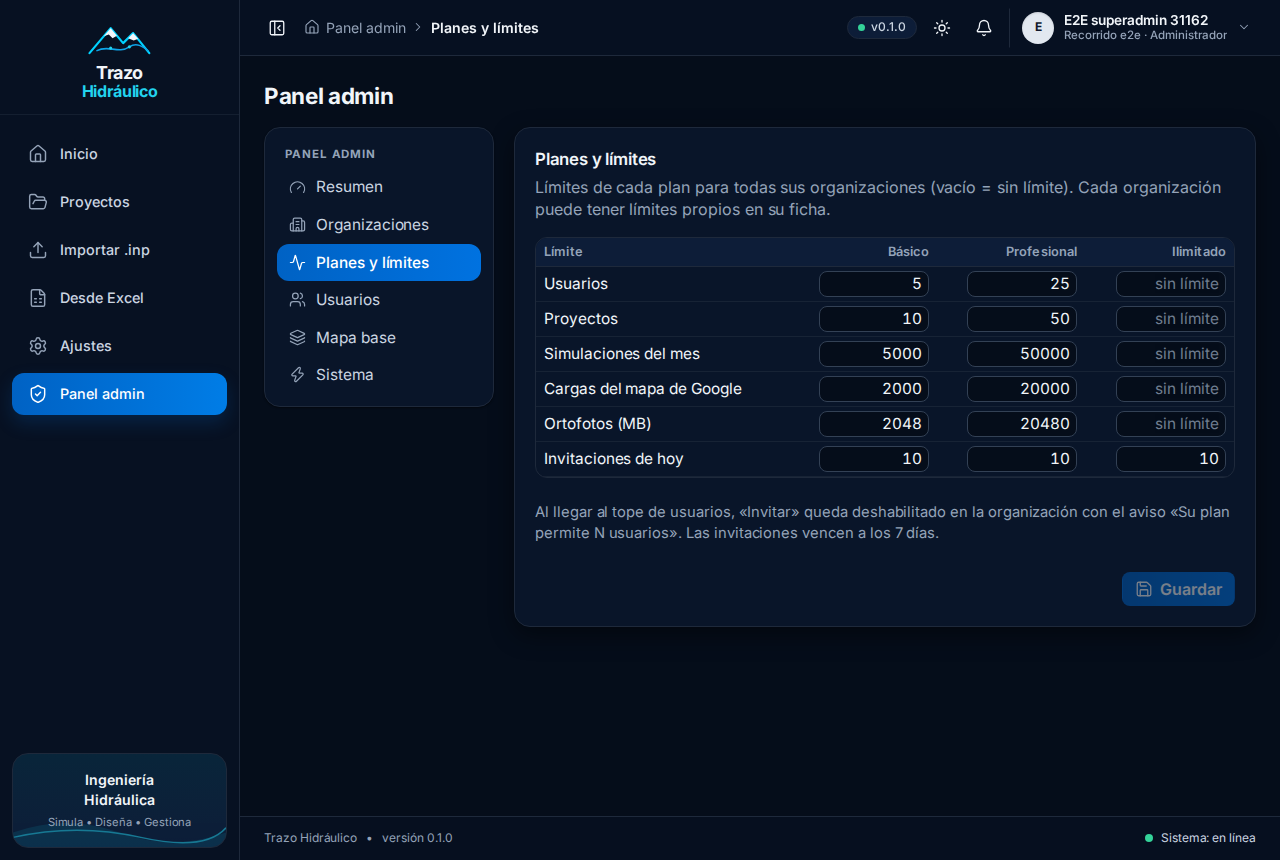 Trazo
Hidráulico
Inicio
Proyectos
Importar .inp
Desde Excel
Ajustes
Panel admin
Ingeniería
Hidráulica
Simula • Diseña • Gestiona
Panel admin > Planes y límites
v0.1.0
E
E2E superadmin 31162
Recorrido e2e · Administrador
Panel admin
PANEL ADMIN
Resumen
Organizaciones
Planes y límites
Usuarios
Mapa base
Sistema
Planes y límites
Límites de cada plan para todas sus organizaciones (vacío = sin límite). Cada organización
puede tener límites propios en su ficha.
Límite Básico Profesional Ilimitado
Usuarios 5 25 sin límite
Proyectos 10 50 sin límite
Simulaciones del mes 5000 50000 sin límite
Cargas del mapa de Google 2000 20000 sin límite
Ortofotos (MB) 2048 20480 sin límite
Invitaciones de hoy 10 10 10
Al llegar al tope de usuarios, «Invitar» queda deshabilitado en la organización con el aviso «Su plan
permite N usuarios». Las invitaciones vencen a los 7 días.
Guardar
Trazo Hidráulico • versión 0.1.0
Sistema: en línea